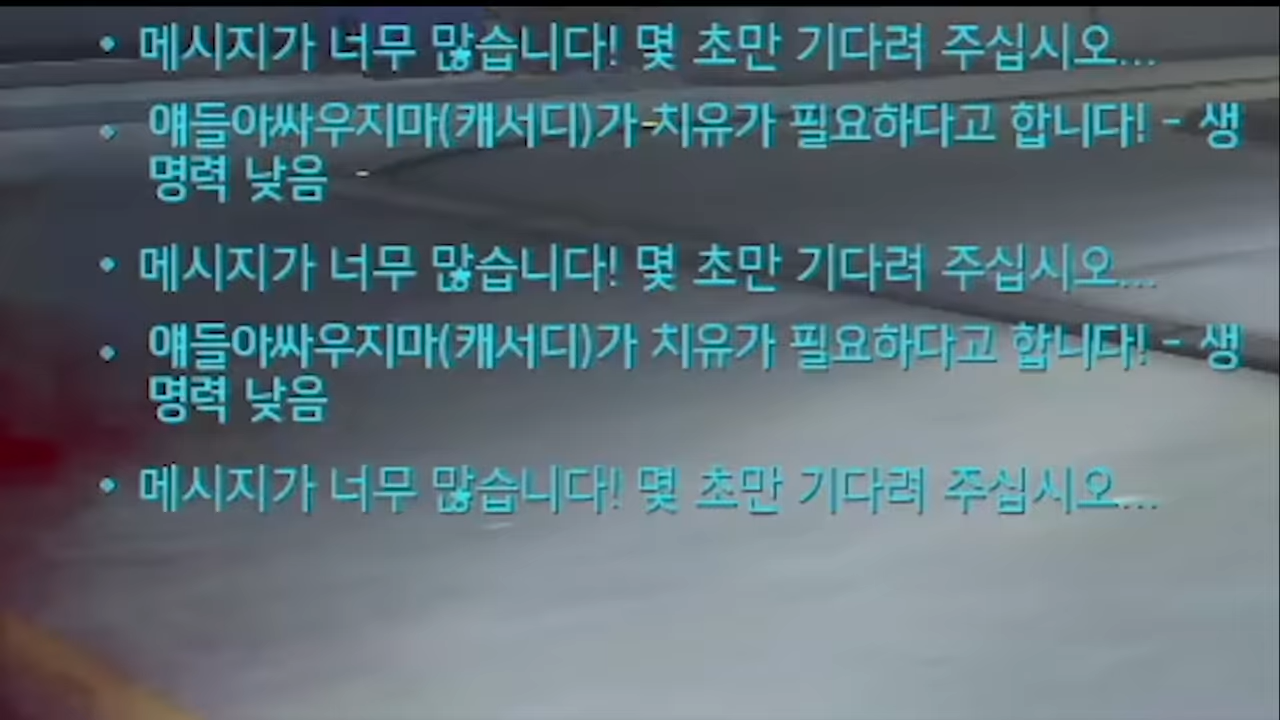 • 메시지가 너무 많습니다! 몇 초만 기다려 주십시오...
• 얘들아싸우지마(캐서디)가 치유가 필요하다고 합니다! - 생
명력 낮음
• 메시지가 너무 많습니다! 몇 초만 기다려 주십시오...
• 얘들아싸우지마(캐서디)가 치유가 필요하다고 합니다! - 생
명력 낮음
• 메시지가 너무 많습니다! 몇 초만 기다려 주십시오...